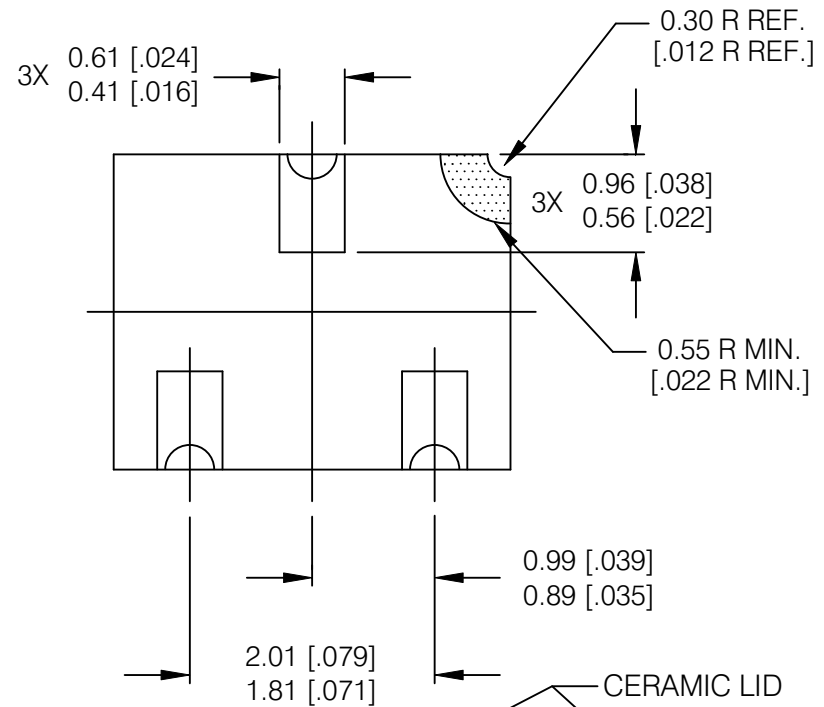 0.30 R REF.
[.012 R REF.]
3X 0.61 [.024]
0.41 [.016]
3X 0.96 [.038]
0.56 [.022]
0.55 R MIN.
[.022 R MIN.]
0.99 [.039]
0.89 [.035]
2.01 [.079]
1.81 [.071]
CERAMIC LID